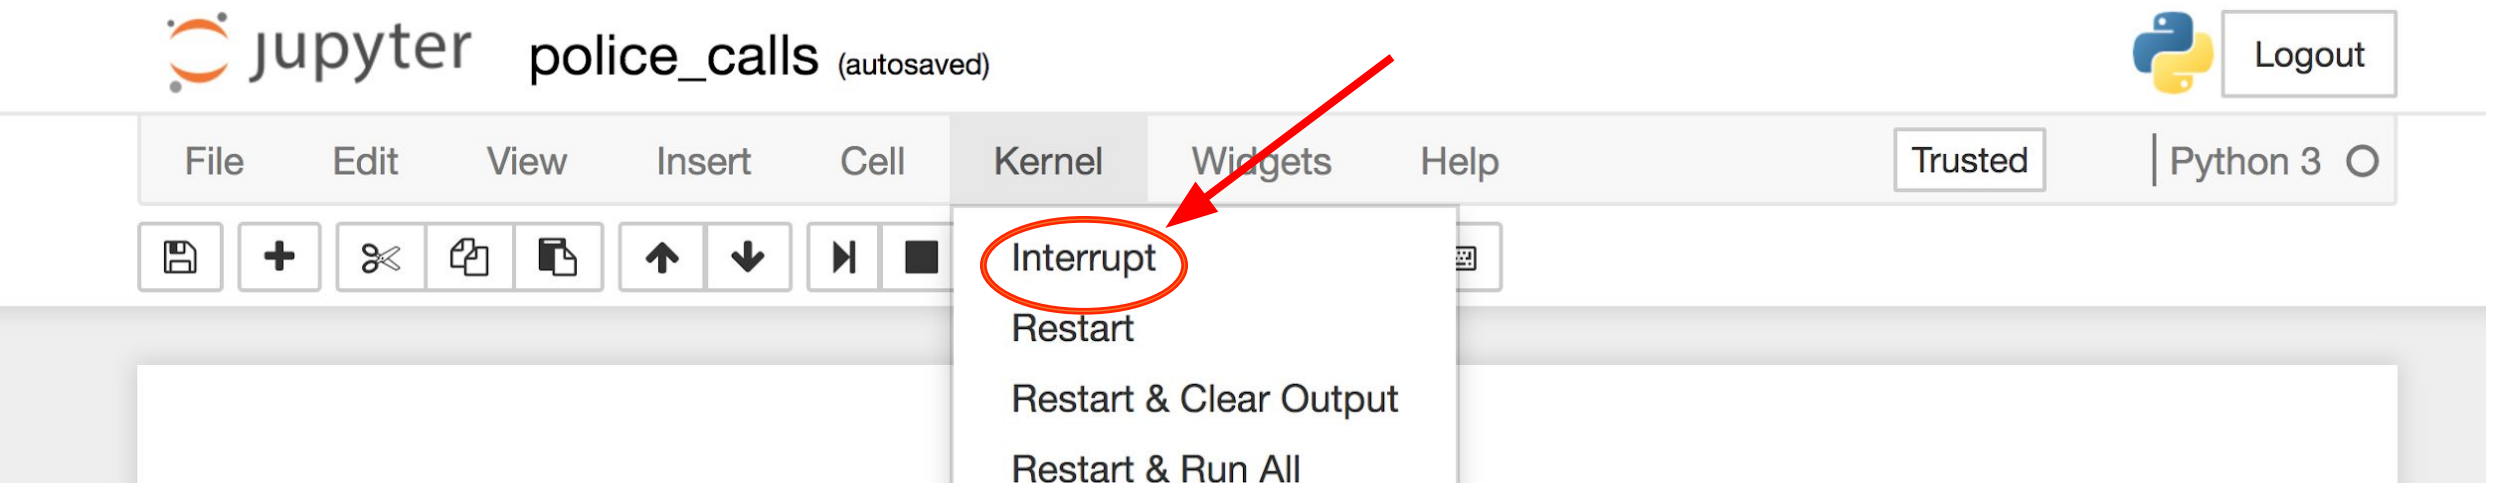 jupyter police_calls (autosaved) Logout
File Edit View Insert Cell Kernel Widgets Help Trusted Python 3
Interrupt
Restart
Restart & Clear Output
Restart & Run All